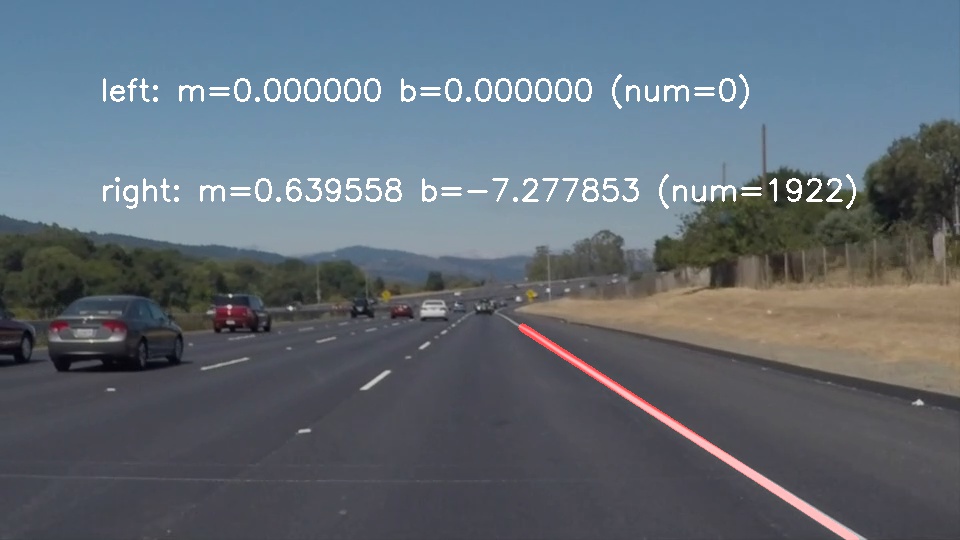 left: m=0.000000 b=0.000000 (num=0)
right: m=0.639558 b=-7.277853 (num=1922)